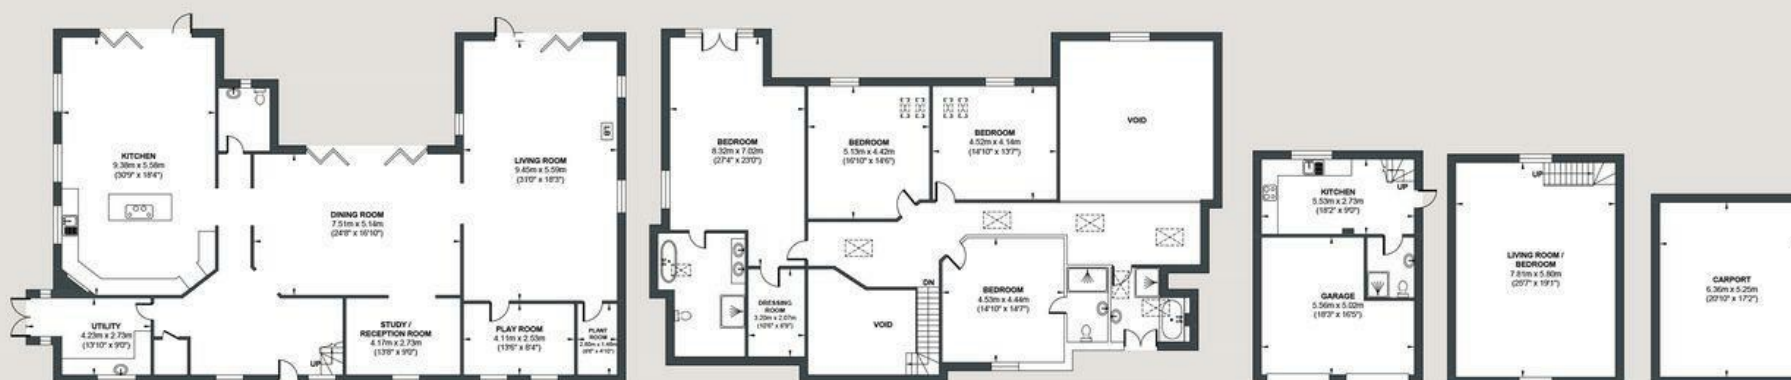 KITCHEN
9.38m x 5.58m
(30'9" x 18'4")
DINING ROOM
7.51m x 5.14m
(24'8" x 16'10")
LIVING ROOM
9.45m x 5.59m
(31'0" x 18'3")
LB
UTILITY
4.23m x 2.73m
(13'10" x 9'0")
UP
STUDY /
RECEPTION ROOM
4.17m x 2.73m
(13'8" x 9'0")
PLAY ROOM
4.11m x 2.53m
(13'6" x 8'4")
PLANT
ROOM
BEDROOM
8.32m x 7.02m
(27'4" x 23'0")
BEDROOM
5.13m x 4.42m
(16'10" x 14'6")
BEDROOM
4.52m x 4.14m
(14'10" x 13'7")
VOID
DRESSING
ROOM
3.20m x 2.07m
VOID
DN
BEDROOM
4.53m x 4.44m
(14'10" x 14'7")
KITCHEN
5.53m x 2.73m
(18'2" x 9'0")
UP
GARAGE
5.56m x 5.02m
(18'3" x 16'5")
UP
LIVING ROOM /
BEDROOM
7.81m x 5.80m
(25'7" x 19'1")
CARPORT
6.36m x 5.25m
(20'10" x 17'2")